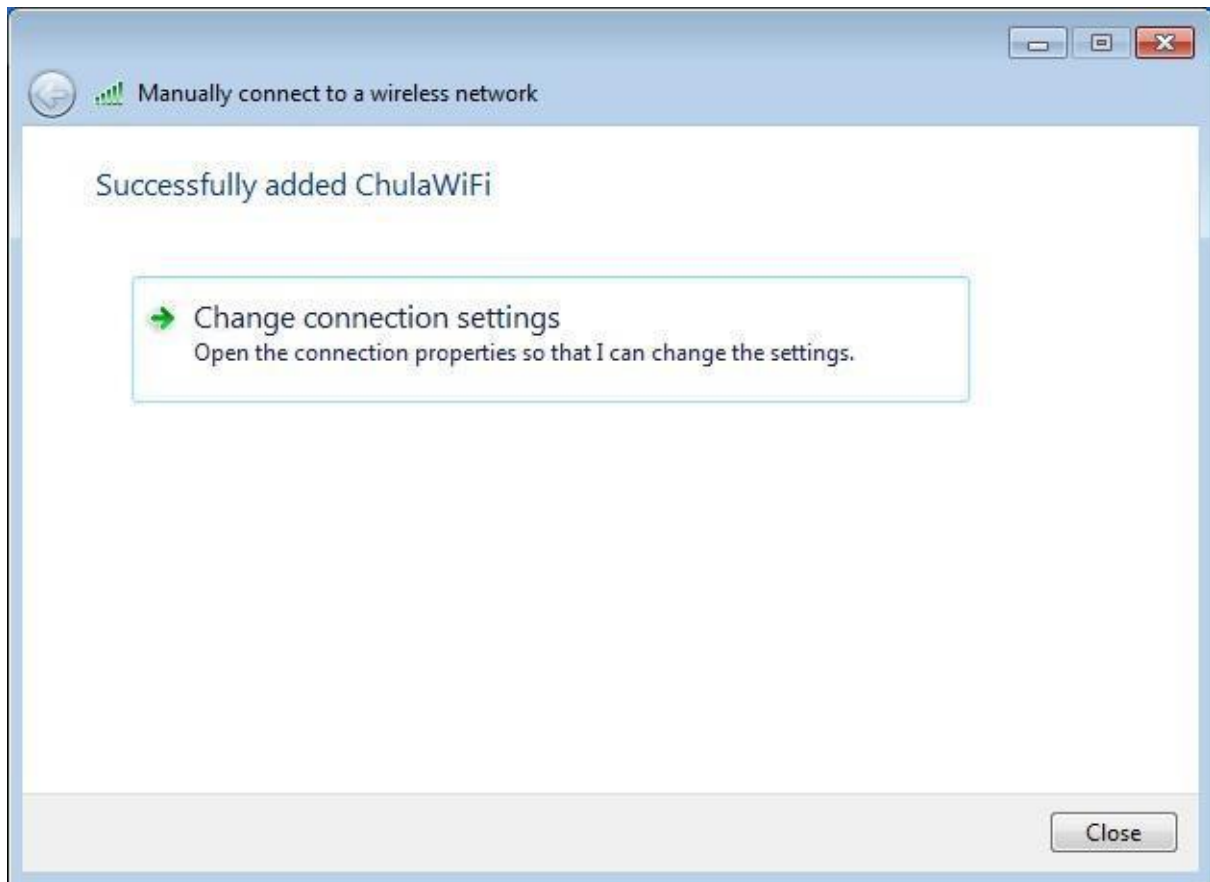 Manually connect to a wireless network
Successfully added ChulaWiFi
Change connection settings
Open the connection properties so that I can change the settings.
Close